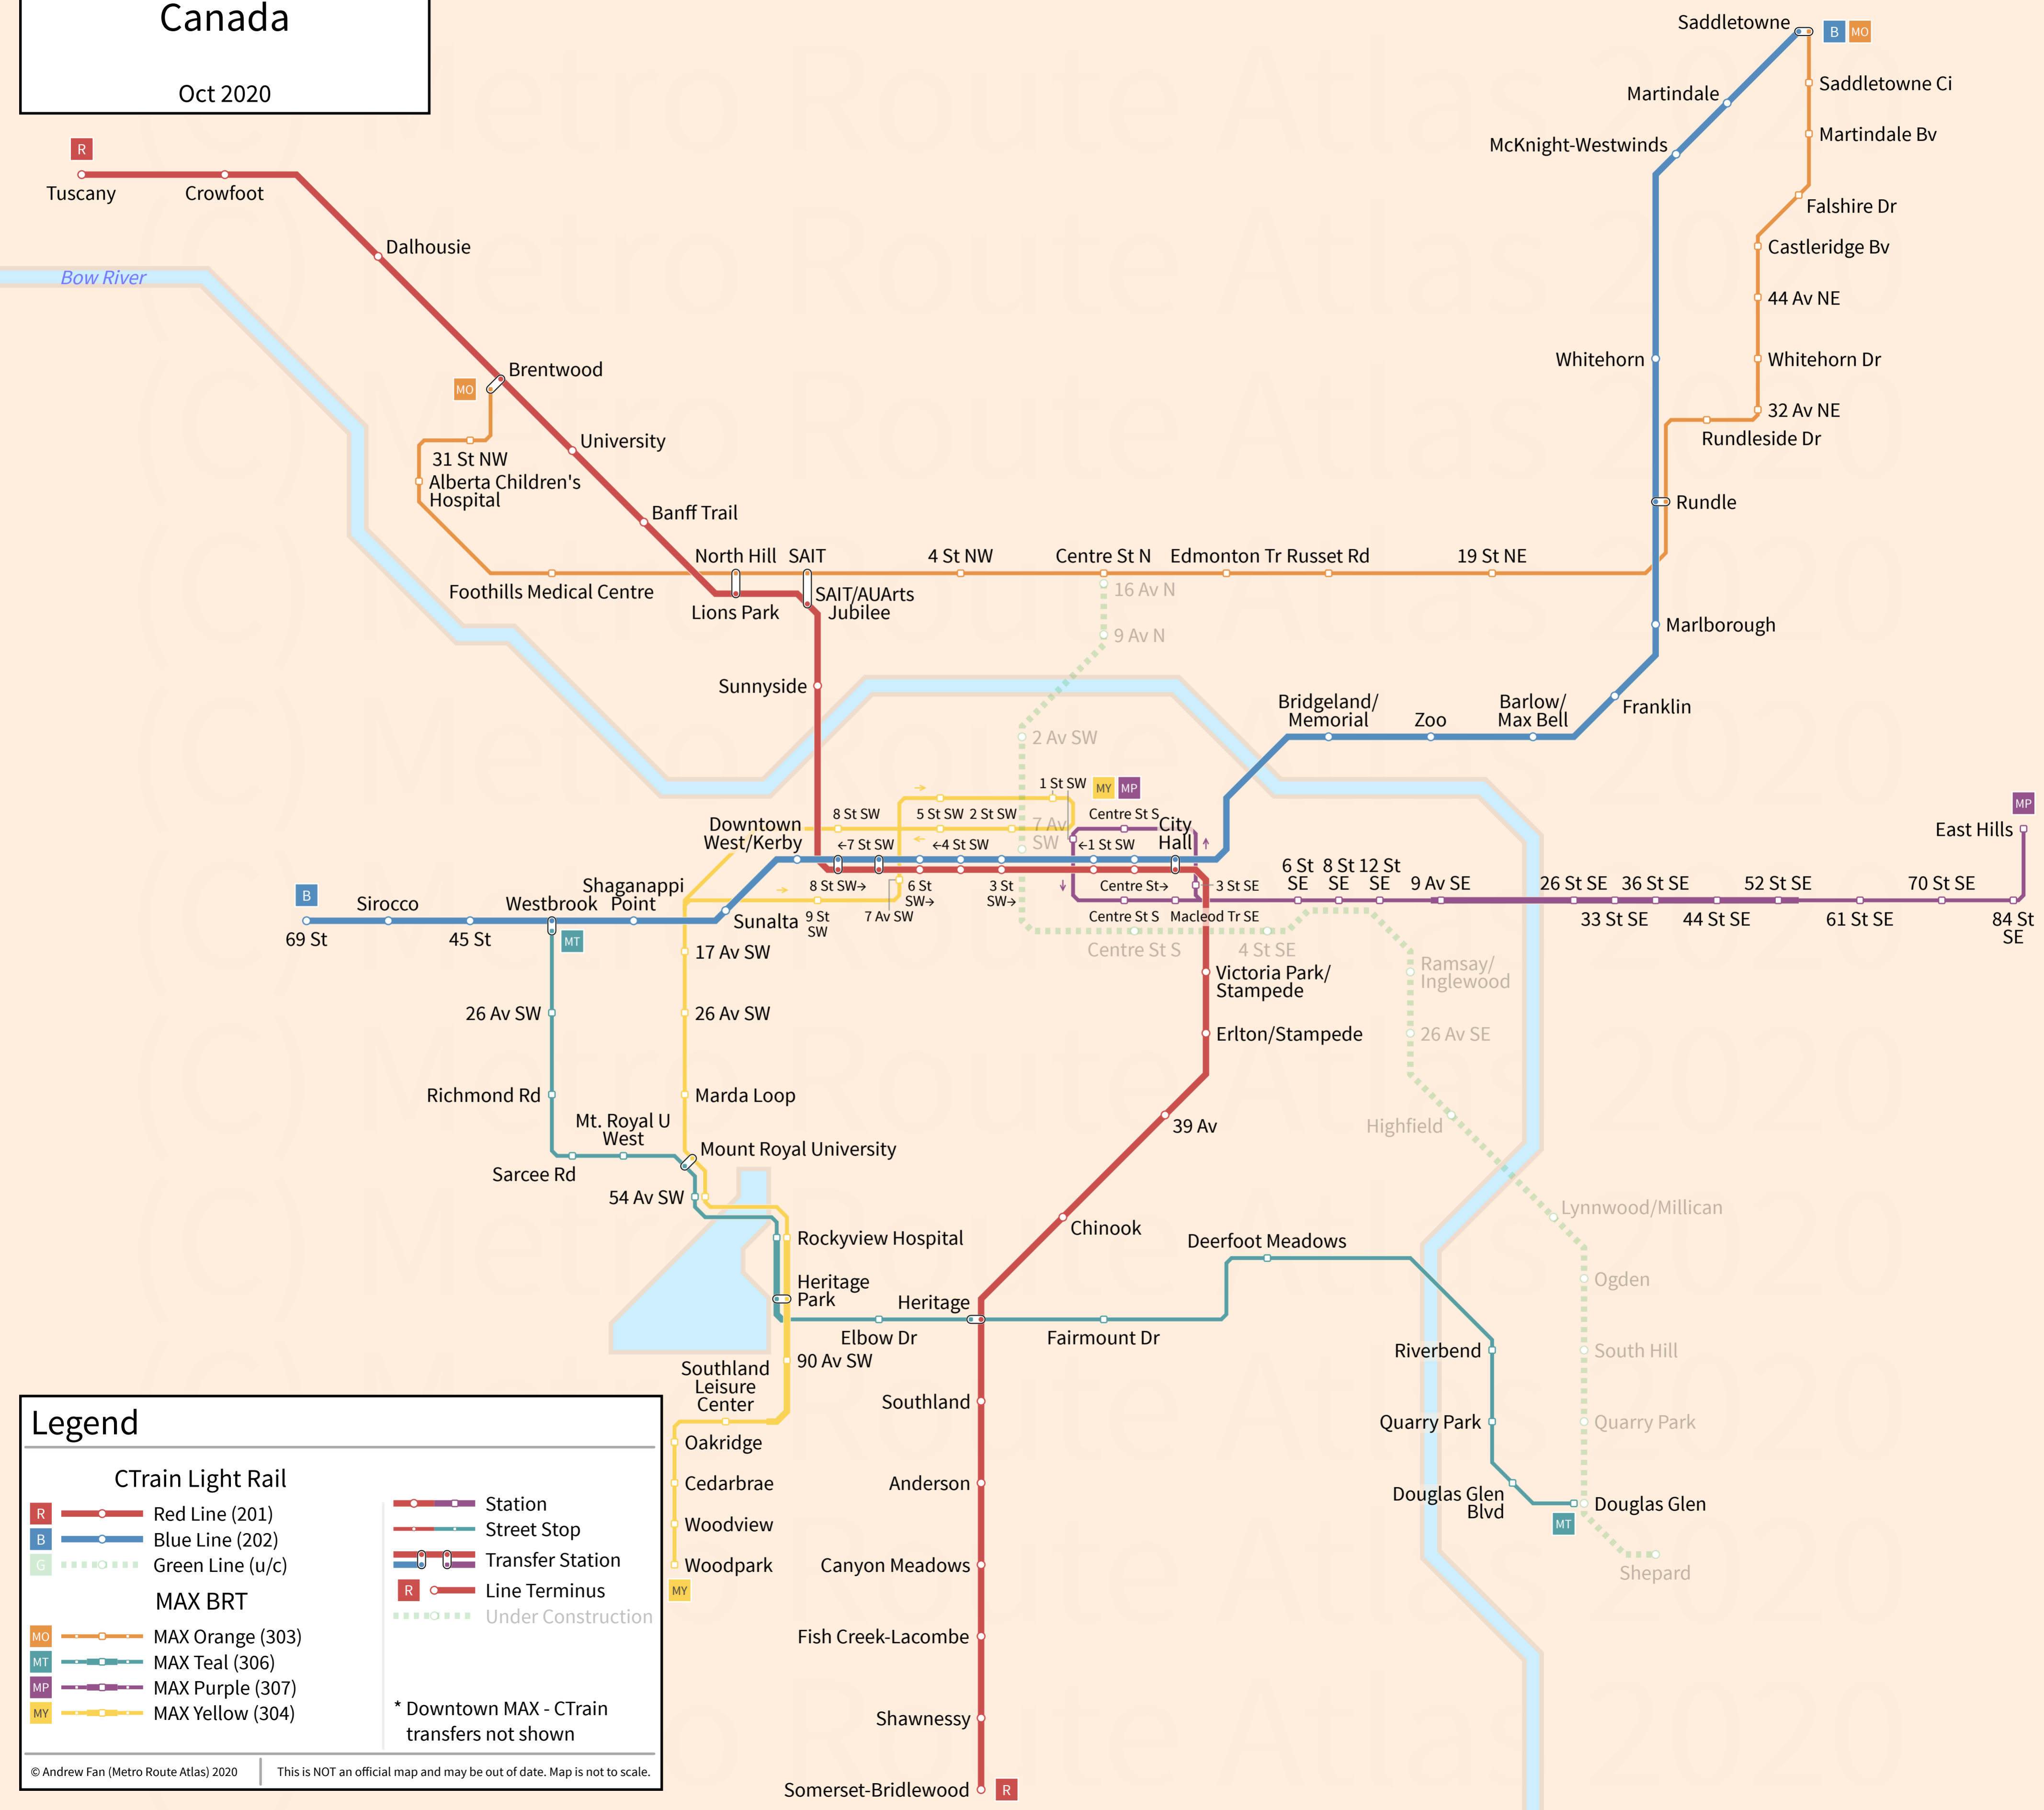 Canada
Oct 2020
Saddletowne
B
MO
Saddletowne Ci
Martindale
Martindale Bv
McKnight-Westwinds
R
Tuscany
Crowfoot
Falshire Dr
Dalhousie
Castleridge Bv
Bow River
44 Av NE
Whitehorn
Whitehorn Dr
Brentwood
MO
32 Av NE
Rundleside Dr
University
31 St NW
Alberta Children's
Hospital
Rundle
Banff Trail
North Hill
SAIT
4 St NW
Centre St N
Edmonton Tr
Russet Rd
19 St NE
Foothills Medical Centre
16 Av N
SAIT/AUArts
Jubilee
Lions Park
9 Av N
Marlborough
Sunnyside
Bridgeland/
Memorial
Zoo
Barlow/
Max Bell
Franklin
2 Av SW
→
1 St SW
MY
MP
MP
8 St SW
5 St SW
2 St SW
Centre St S
7 Av
SW
Downtown
West/Kerby
City
Hall
East Hills
←
←7 St SW
←4 St SW
←1 St SW
↑
8 St SW→
6 St
SW→
3 St
SW→
↓
Centre St→
3 St SE
6 St
SE
8 St
SE
12 St
SE
9 Av SE
26 St SE
36 St SE
52 St SE
70 St SE
B
Sirocco
Westbrook
Shaganappi
Point
→
69 St
45 St
MT
Sunalta
9 St
SW
7 Av SW
Centre St S
Macleod Tr SE
33 St SE
44 St SE
61 St SE
84 St
SE
17 Av SW
Centre St S
4 St SE
Victoria Park/
Stampede
Ramsay/
Inglewood
26 Av SW
26 Av SW
Erlton/Stampede
26 Av SE
Richmond Rd
Marda Loop
Mt. Royal U
West
39 Av
Highfield
Mount Royal University
Sarcee Rd
54 Av SW
Lynnwood/Millican
Chinook
Rockyview Hospital
Deerfoot Meadows
Heritage
Park
Ogden
Heritage
Elbow Dr
Fairmount Dr
90 Av SW
Riverbend
South Hill
Southland
Leisure
Center
Southland
Quarry Park
Quarry Park
Oakridge
Cedarbrae
Anderson
Douglas Glen
Blvd
Douglas Glen
MT
Woodview
Woodpark
MY
Canyon Meadows
Shepard
Fish Creek-Lacombe
Shawnessy
Somerset-Bridlewood
R
Legend
CTrain Light Rail
R
Red Line (201)
B
Blue Line (202)
G
Green Line (u/c)
MAX BRT
MO
MAX Orange (303)
MT
MAX Teal (306)
MP
MAX Purple (307)
MY
MAX Yellow (304)
Station
Street Stop
Transfer Station
R
Line Terminus
Under Construction
* Downtown MAX - CTrain
transfers not shown
© Andrew Fan (Metro Route Atlas) 2020
This is NOT an official map and may be out of date. Map is not to scale.